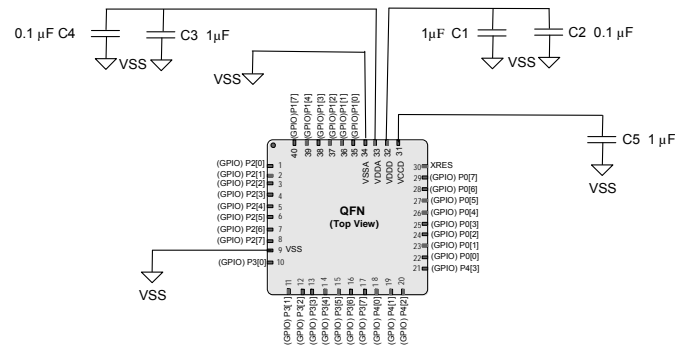 0.1 µF C4
C3 1µF
1µF C1
C2 0.1 µF
VSS
VSS
VSS
C5 1 µF
VSS
VSS
40 (GPIO)P1[7]
39 (GPIO)P1[4]
38 (GPIO)P1[3]
37 (GPIO)P1[2]
36 (GPIO)P1[1]
35 (GPIO)P1[0]
34 VSSA
33 VDDA
32 VDDD
31 VCCD
(GPIO) P2[0] 1
(GPIO) P2[1] 2
(GPIO) P2[2] 3
(GPIO) P2[3] 4
(GPIO) P2[4] 5
(GPIO) P2[5] 6
(GPIO) P2[6] 7
(GPIO) P2[7] 8
9 VSS
(GPIO) P3[0] 10
QFN
(Top View)
30 XRES
29 (GPIO) P0[7]
28 (GPIO) P0[6]
27 (GPIO) P0[5]
26 (GPIO) P0[4]
25 (GPIO) P0[3]
24 (GPIO) P0[2]
23 (GPIO) P0[1]
22 (GPIO) P0[0]
21 (GPIO) P4[3]
11 (GPIO) P3[1]
12 (GPIO) P3[2]
13 (GPIO) P3[3]
14 (GPIO) P3[4]
15 (GPIO) P3[5]
16 (GPIO) P3[6]
17 (GPIO) P3[7]
18 (GPIO) P4[0]
19 (GPIO) P4[1]
20 (GPIO) P4[2]